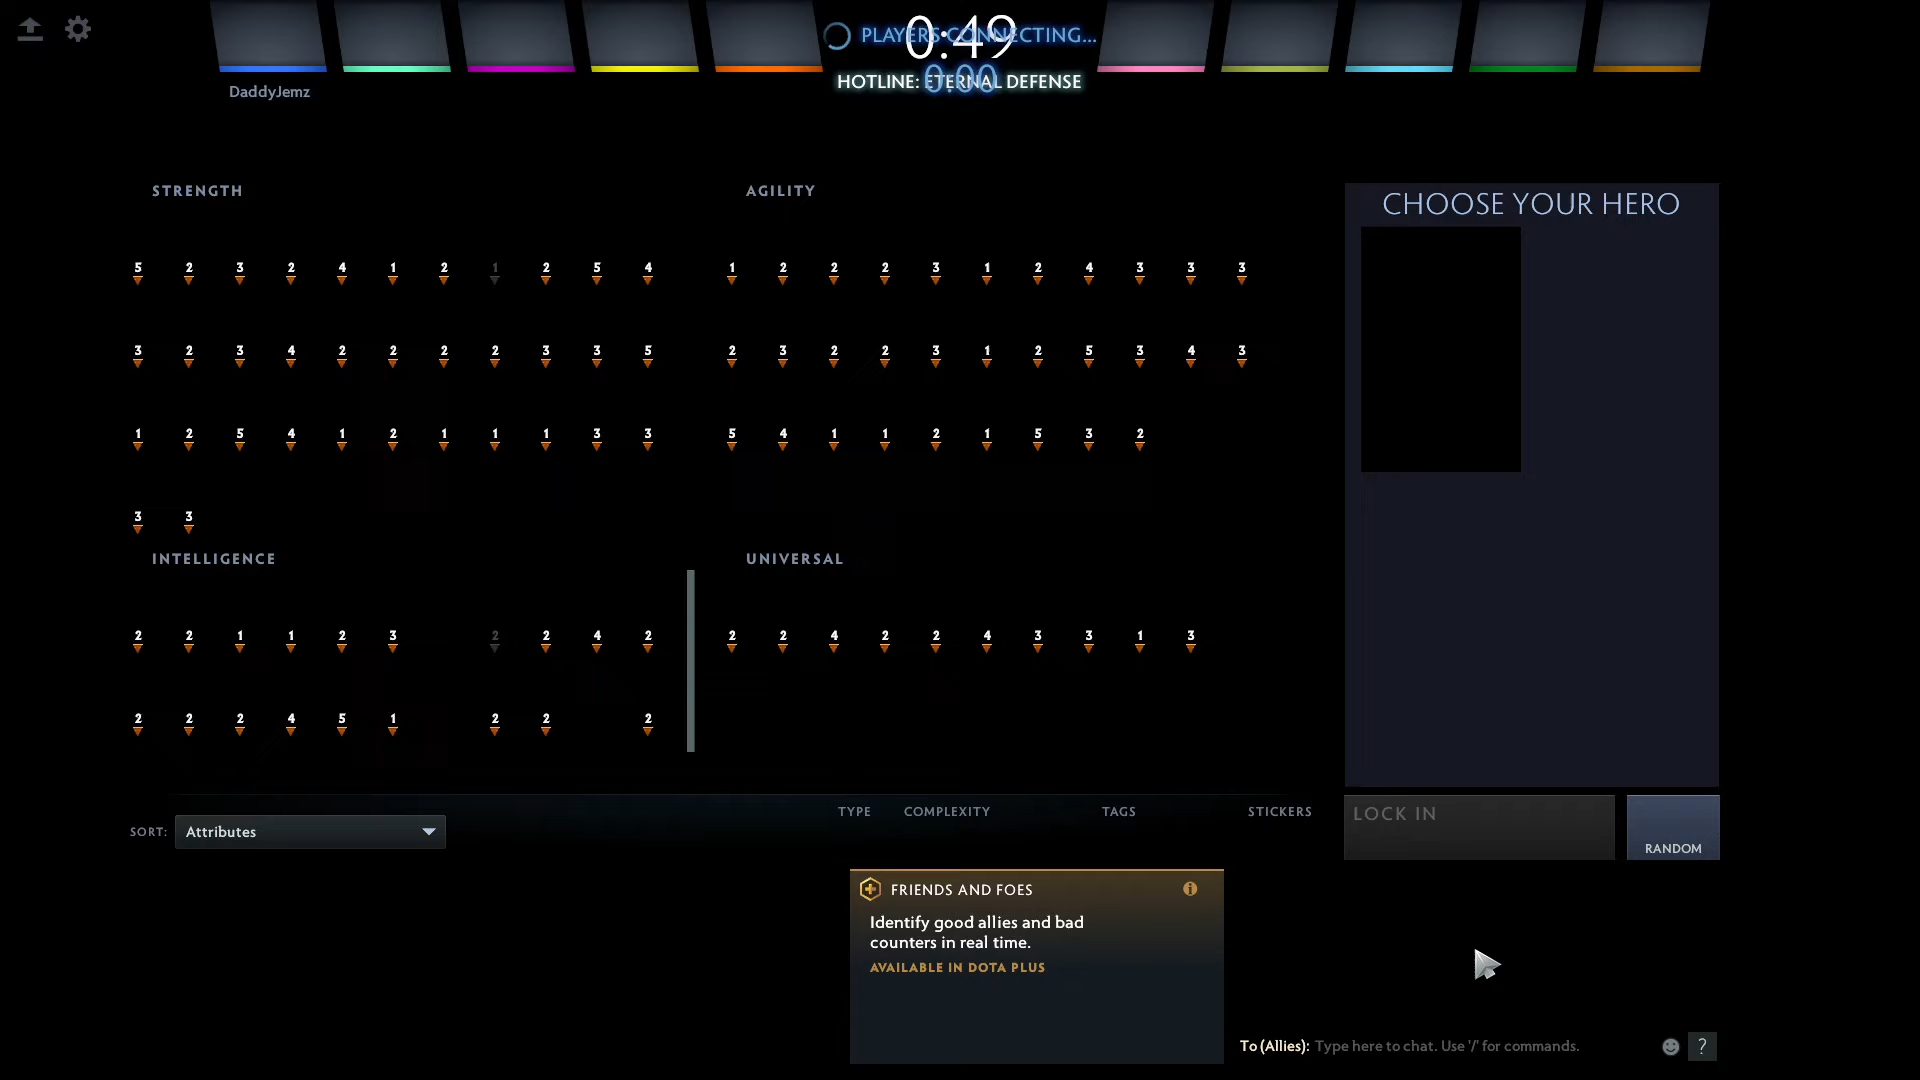 PLAYERS CONNECTING...
0:49
HOTLINE: ETERNAL DEFENSE
0:00
DaddyJemz
STRENGTH
5 2 3 2 4 1 2 1 2 5 4
3 2 3 4 2 2 2 2 3 3 5
1 2 5 4 1 2 1 1 1 3 3
3 3
AGILITY
1 2 2 2 3 1 2 4 3 3 3
2 3 2 2 3 1 2 5 3 4 3
5 4 1 1 2 1 5 3 2
INTELLIGENCE
2 2 1 1 2 3 2 2 4 2
2 2 2 4 5 1 2 2 2
UNIVERSAL
2 2 4 2 2 4 3 3 1 3
CHOOSE YOUR HERO
SORT: Attributes
TYPE COMPLEXITY TAGS STICKERS
LOCK IN
RANDOM
FRIENDS AND FOES
Identify good allies and bad
counters in real time.
AVAILABLE IN DOTA PLUS
To (Allies): Type here to chat. Use '/' for commands.
?